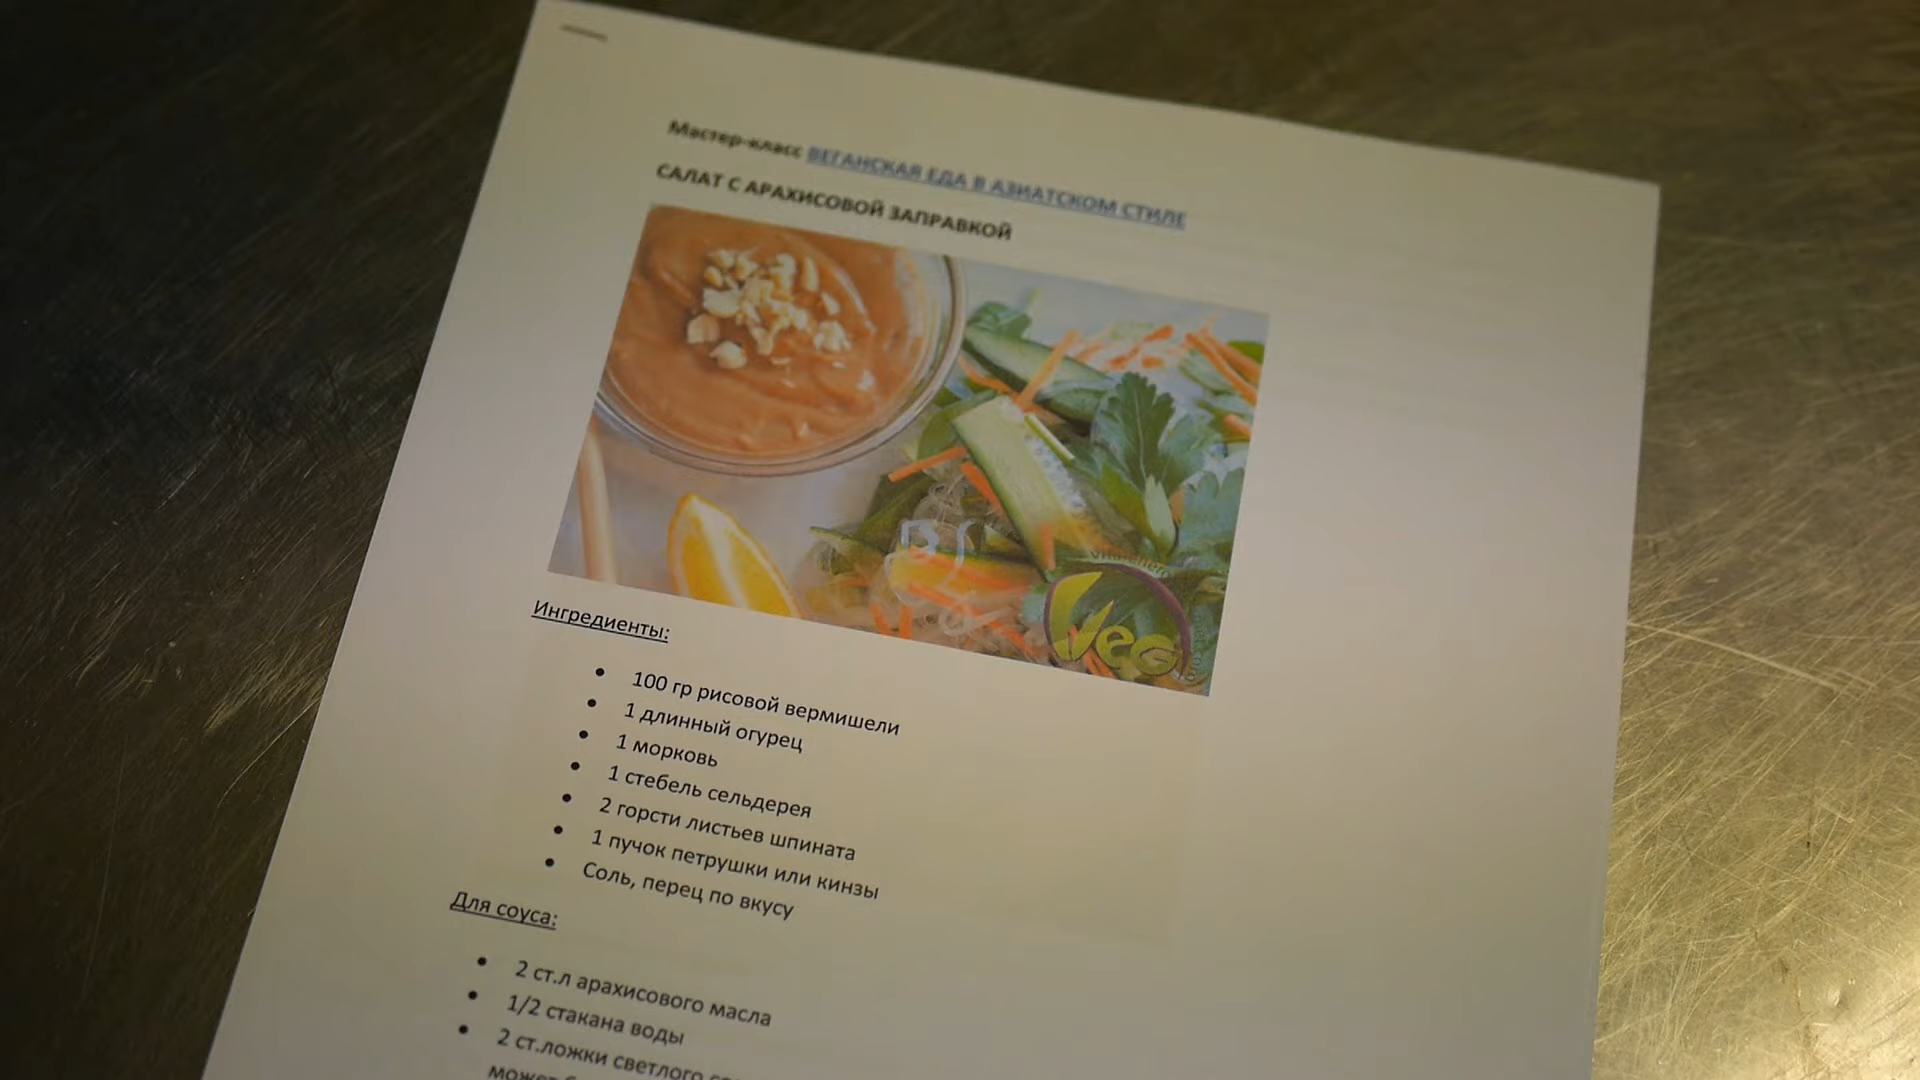 Мастер-класс ВЕГАНСКАЯ ЕДА В АЗИАТСКОМ СТИЛЕ
САЛАТ С АРАХИСОВОЙ ЗАПРАВКОЙ
Veg
Ингредиенты:
100 гр рисовой вермишели
1 длинный огурец
1 морковь
1 стебель сельдерея
2 горсти листьев шпината
1 пучок петрушки или кинзы
Соль, перец по вкусу
Для соуса:
2 ст.л арахисового масла
1/2 стакана воды
2 ст.ложки светлого
может